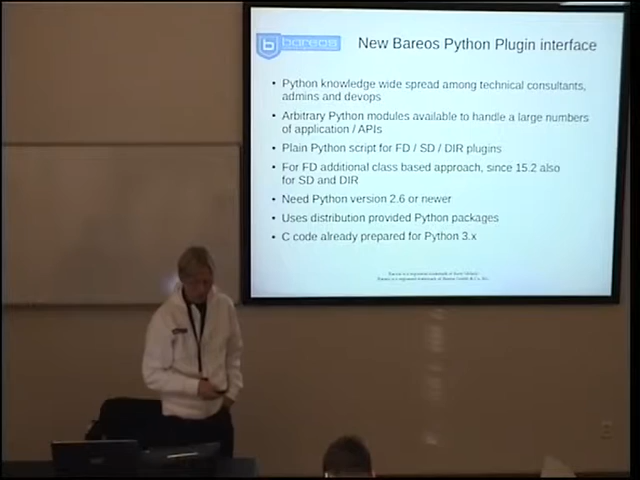 bareos
New Bareos Python Plugin interface
• Python knowledge wide spread among technical consultants,
admins and devops
• Arbitrary Python modules available to handle a large numbers
of application / APIs
• Plain Python script for FD / SD / DIR plugins
• For FD additional class based approach, since 15.2 also
for SD and DIR
• Need Python version 2.6 or newer
• Uses distribution provided Python packages
• C code already prepared for Python 3.x